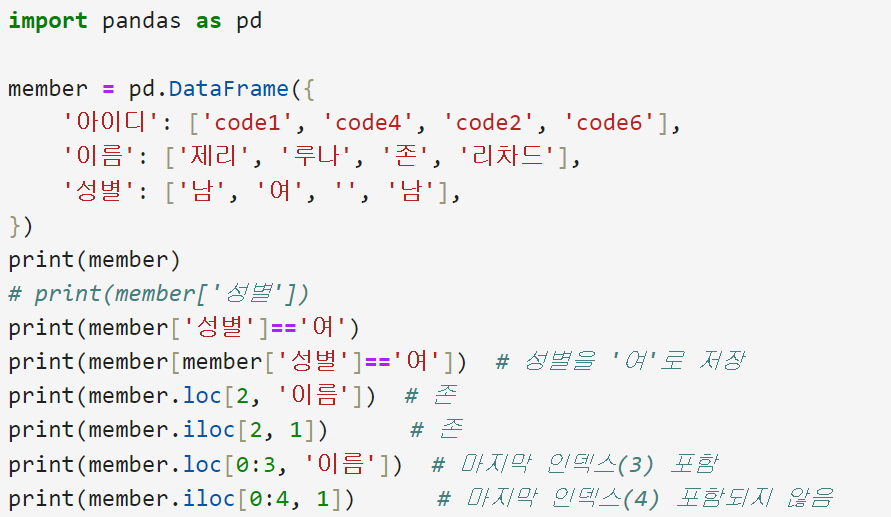 import pandas as pd
member = pd.DataFrame({
    '아이디': ['code1', 'code4', 'code2', 'code6'],
    '이름': ['제리', '루나', '존', '리차드'],
    '성별': ['남', '여', '', '남'],
})
print(member)
# print(member['성별'])
print(member['성별']=='여')
print(member[member['성별']=='여'])  # 성별을 '여'로 저장
print(member.loc[2, '이름'])  # 존
print(member.iloc[2, 1])      # 존
print(member.loc[0:3, '이름'])  # 마지막 인덱스(3) 포함
print(member.iloc[0:4, 1])      # 마지막 인덱스(4) 포함되지 않음